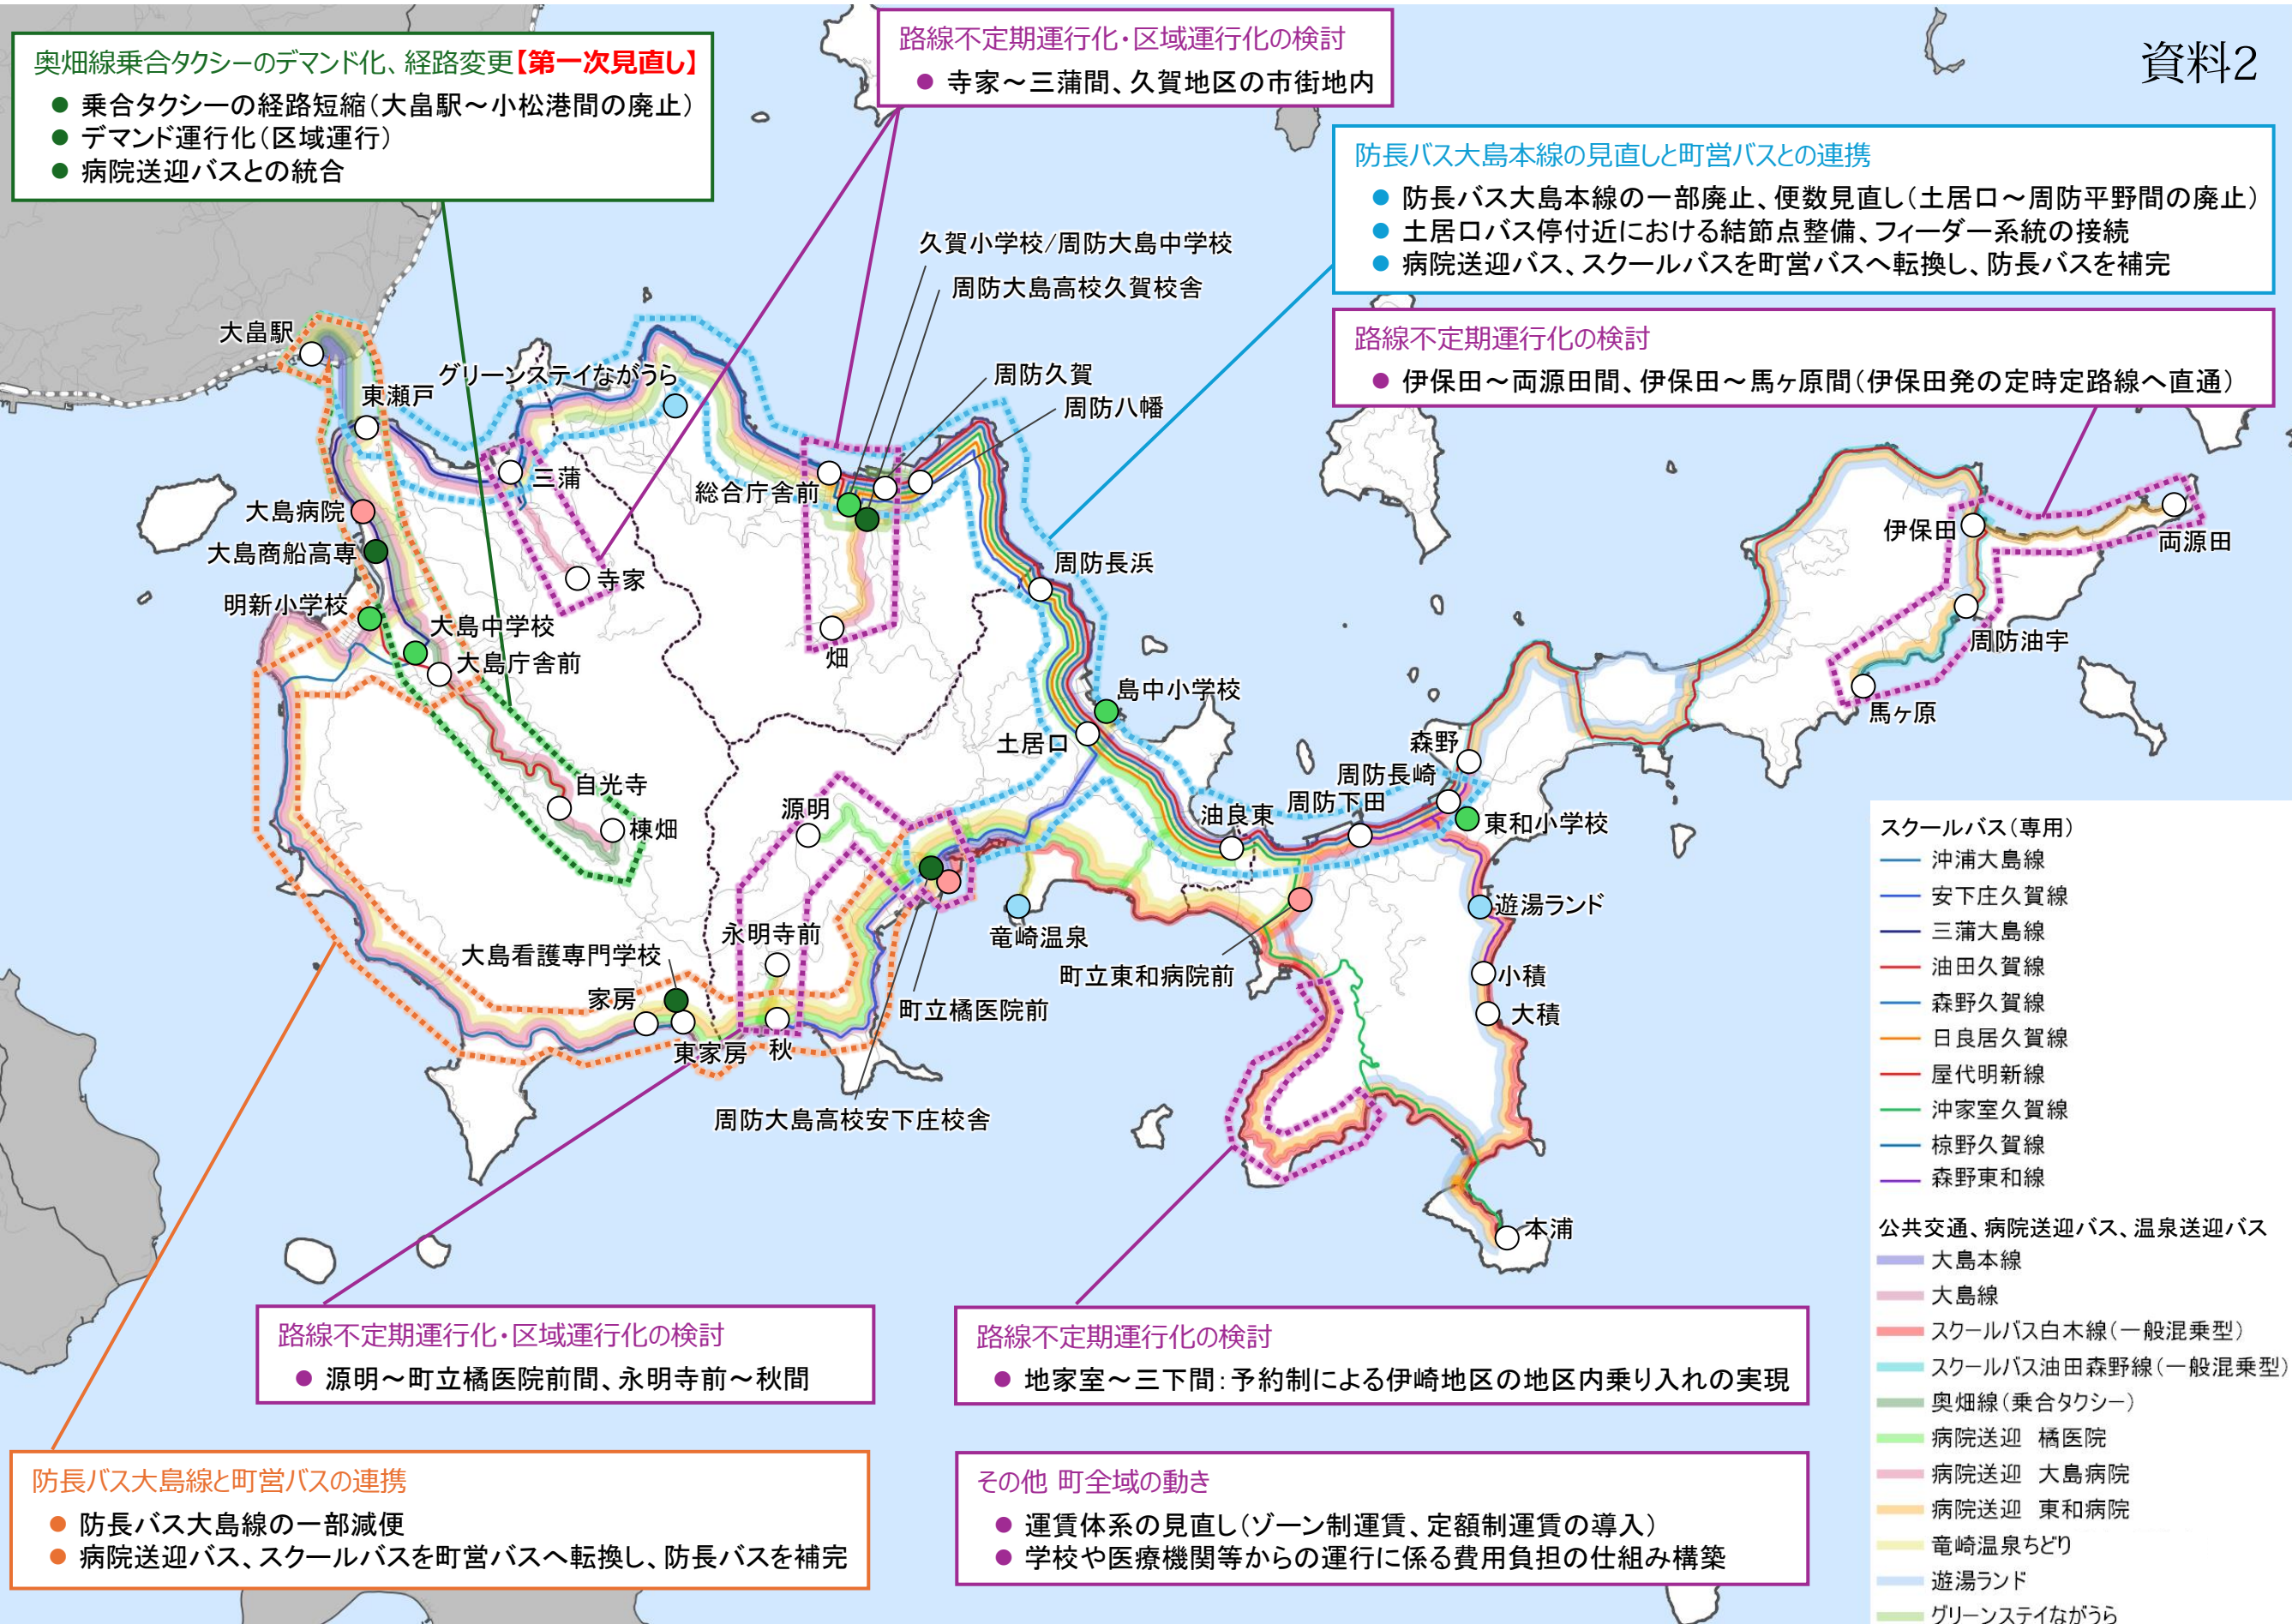 資料2
奥畑線乗合タクシーのデマンド化、経路変更【第一次見直し】
● 乗合タクシーの経路短縮（大畠駅～小松港間の廃止）
● デマンド運行化（区域運行）
● 病院送迎バスとの統合
路線不定期運行化・区域運行化の検討
● 寺家～三蒲間、久賀地区の市街地内
防長バス大島本線の見直しと町営バスとの連携
● 防長バス大島本線の一部廃止、便数見直し（土居口～周防平野間の廃止）
● 土居口バス停付近における結節点整備、フィーダー系統の接続
● 病院送迎バス、スクールバスを町営バスへ転換し、防長バスを補完
路線不定期運行化の検討
● 伊保田～両源田間、伊保田～馬ヶ原間（伊保田発の定時定路線へ直通）
久賀小学校/周防大島中学校
周防大島高校久賀校舎
大畠駅
グリーンステイながうら
周防久賀
東瀬戸
周防八幡
三蒲
総合庁舎前
大島病院
伊保田
両源田
大島商船高専
周防長浜
寺家
明新小学校
大島中学校
周防油宇
畑
大島庁舎前
島中小学校
馬ヶ原
土居口
森野
周防長崎
自光寺
源明
油良東
周防下田
棟畑
東和小学校
遊湯ランド
永明寺前
竜崎温泉
大島看護専門学校
町立東和病院前
小積
家房
町立橘医院前
大積
東家房
秋
周防大島高校安下庄校舎
本浦
スクールバス（専用）
沖浦大島線
安下庄久賀線
三蒲大島線
油田久賀線
森野久賀線
日良居久賀線
屋代明新線
沖家室久賀線
椋野久賀線
森野東和線
公共交通、病院送迎バス、温泉送迎バス
大島本線
大島線
スクールバス白木線（一般混乗型）
スクールバス油田森野線（一般混乗型）
奥畑線（乗合タクシー）
病院送迎 橘医院
病院送迎 大島病院
病院送迎 東和病院
竜崎温泉ちどり
遊湯ランド
グリーンステイながうら
路線不定期運行化・区域運行化の検討
● 源明～町立橘医院前間、永明寺前～秋間
路線不定期運行化の検討
● 地家室～三下間：予約制による伊崎地区の地区内乗り入れの実現
防長バス大島線と町営バスの連携
● 防長バス大島線の一部減便
● 病院送迎バス、スクールバスを町営バスへ転換し、防長バスを補完
その他 町全域の動き
● 運賃体系の見直し（ゾーン制運賃、定額制運賃の導入）
● 学校や医療機関等からの運行に係る費用負担の仕組み構築